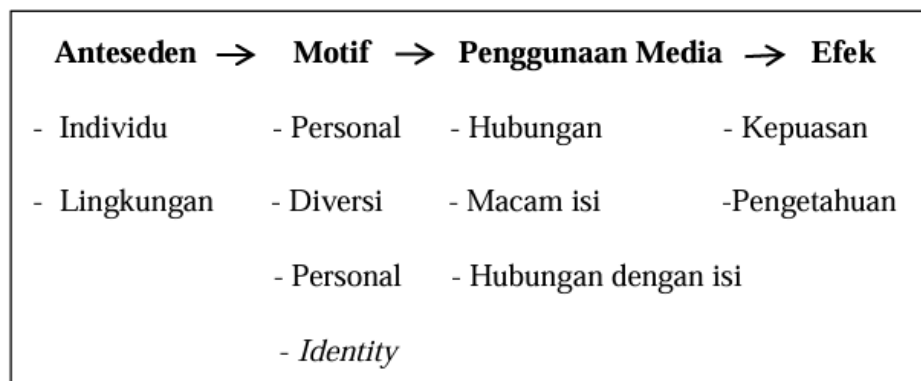 Anteseden → Motif → Penggunaan Media → Efek
- Individu - Personal - Hubungan - Kepuasan
- Lingkungan - Diversi - Macam isi -Pengetahuan
- Personal - Hubungan dengan isi
- Identity